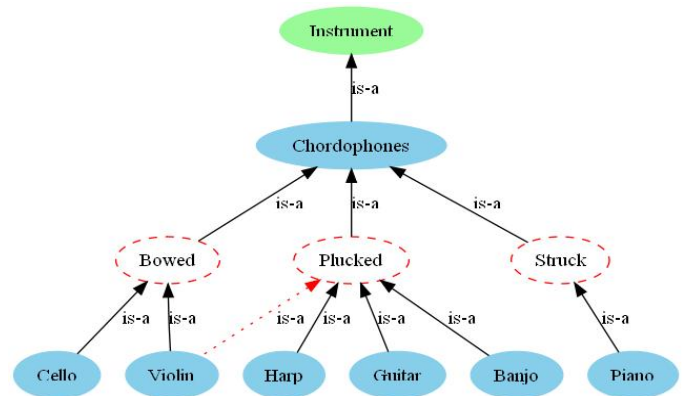 Instrument
is-a
Chordophones
is-a
is-a
is-a
Bowed
Plucked
Struck
is-a
is-a
is-a
is-a
is-a
is-a
is-a
Cello
Violin
Harp
Guitar
Banjo
Piano